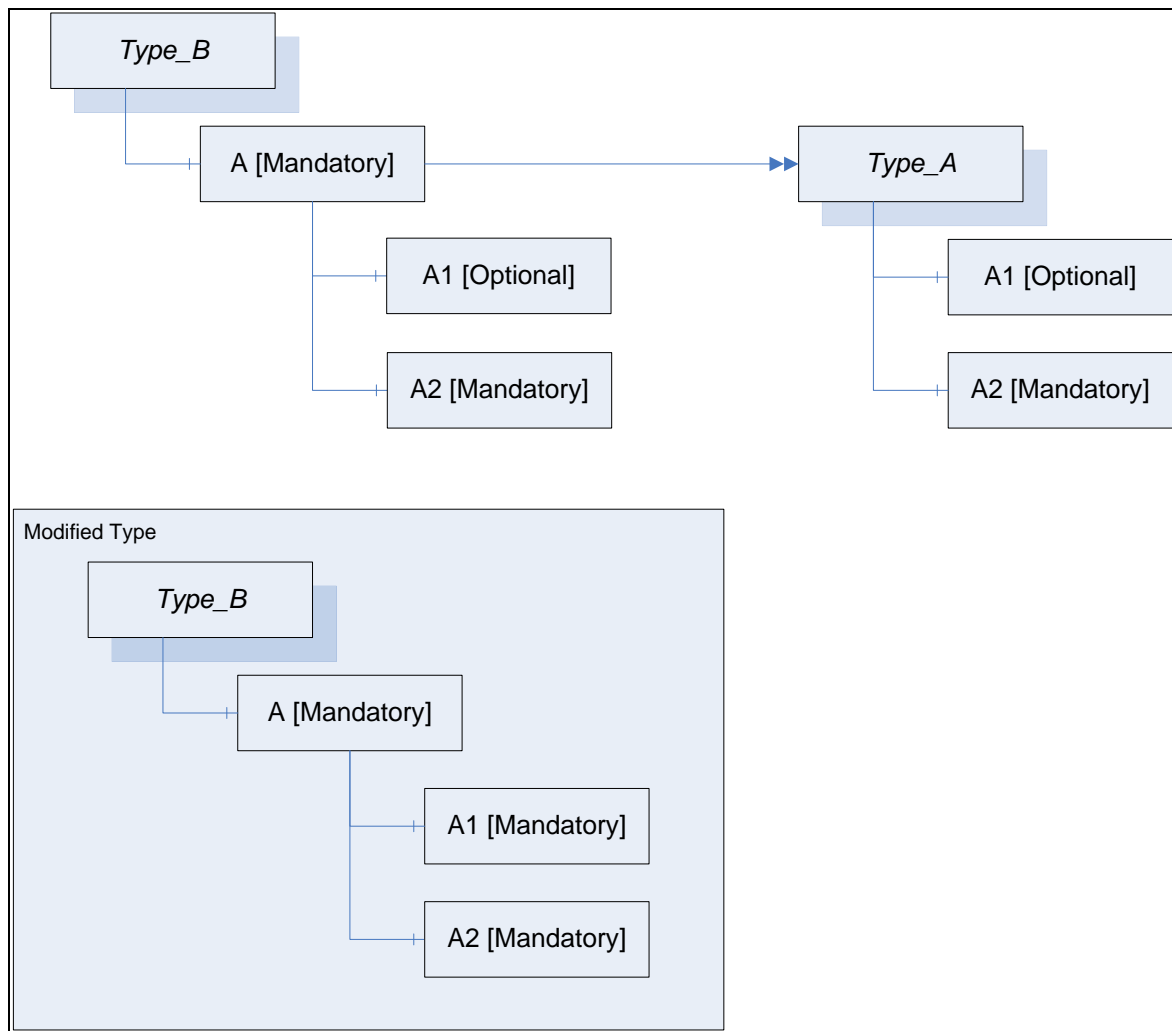 Type_B
A [Mandatory]
Type_A
A1 [Optional]
A1 [Optional]
A2 [Mandatory]
A2 [Mandatory]
Modified Type
Type_B
A [Mandatory]
A1 [Mandatory]
A2 [Mandatory]